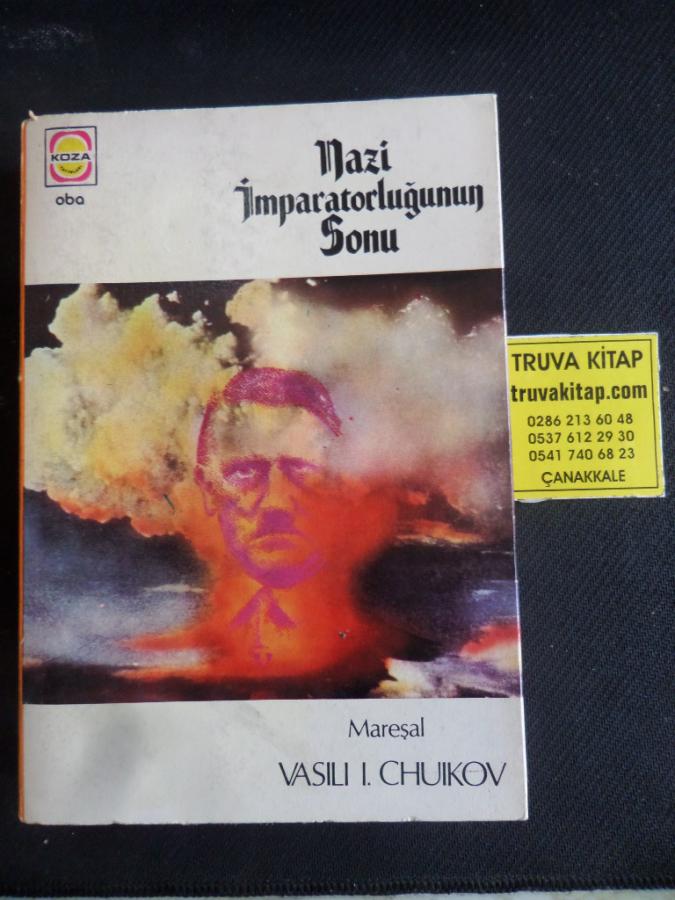 KOZA
oba
Nazi
İmparatorluğunun
Sonu
TRUVA KİTAP
truvakitap.com
0286 213 60 48
0537 612 29 30
0541 740 68 23
ÇANAKKALE
Mareşal
VASILI I. CHUIKOV